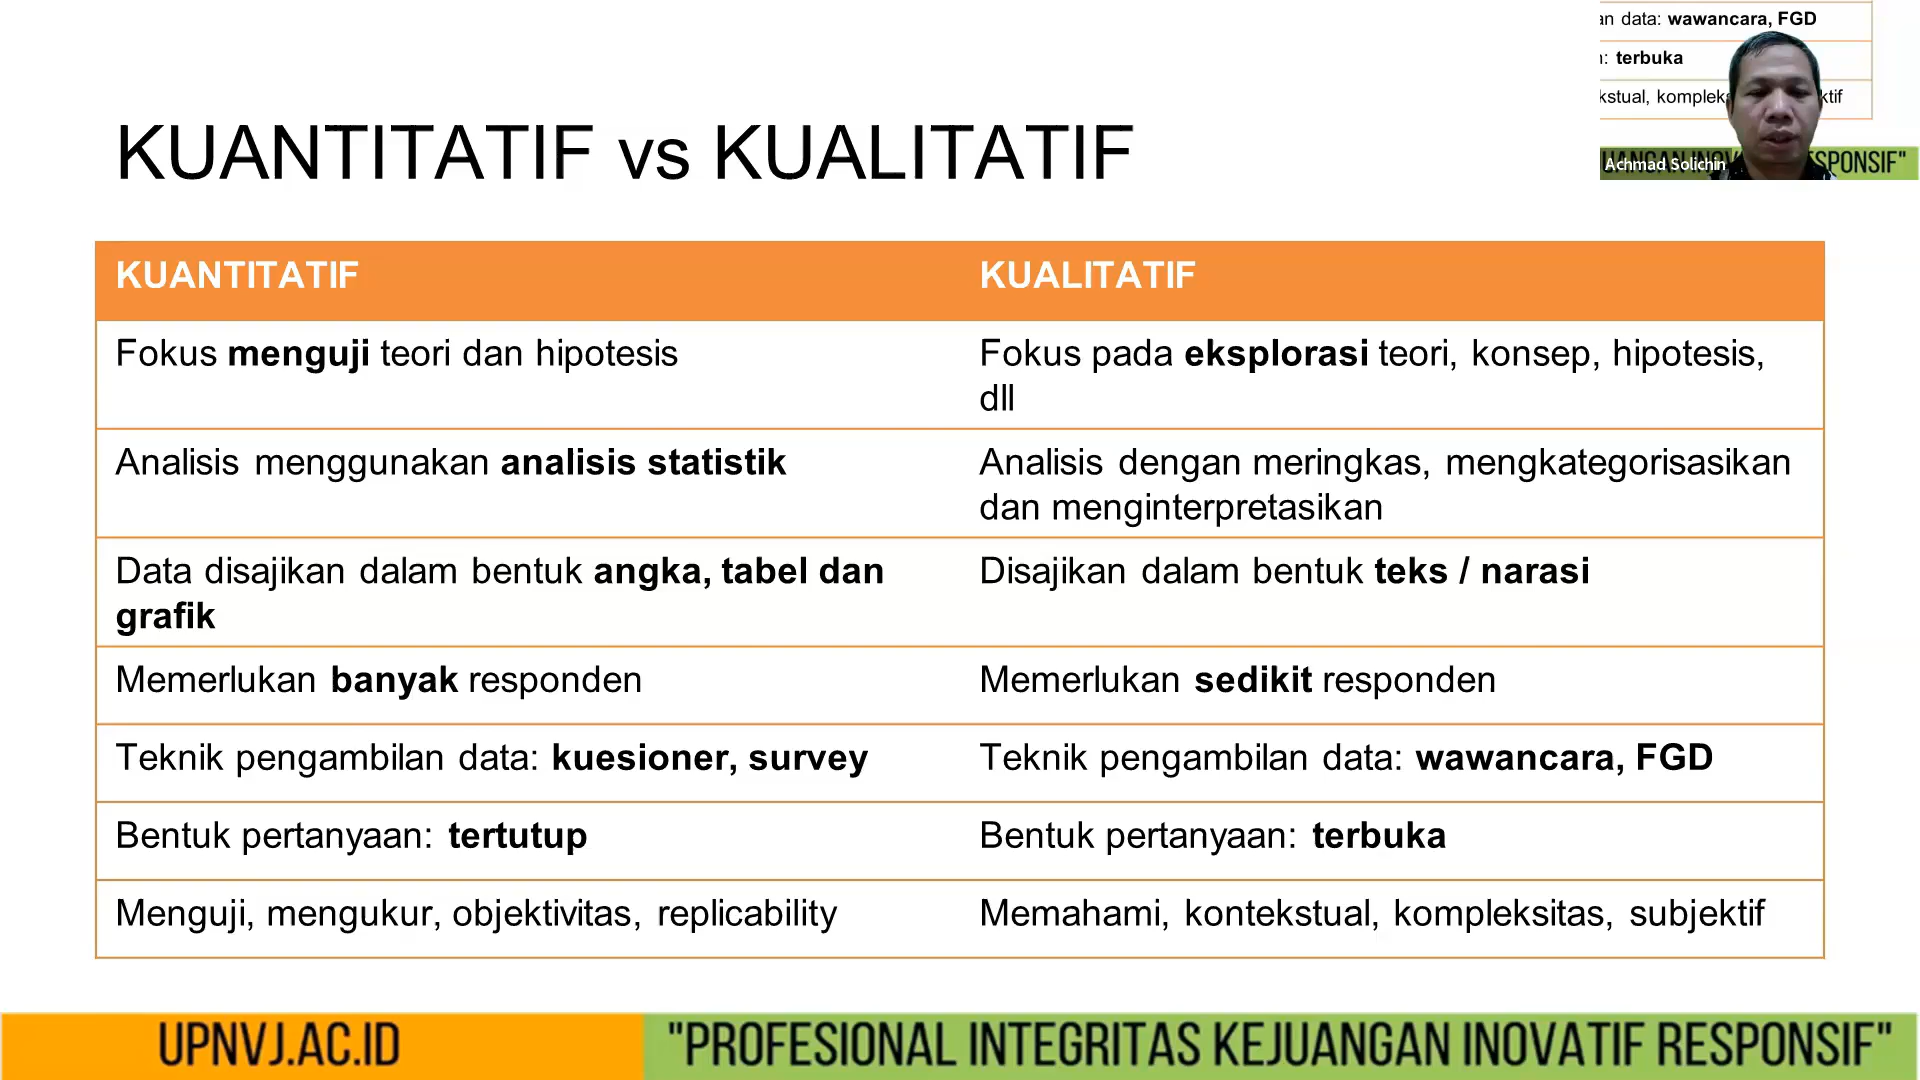 an data: wawancara, FGD
: terbuka
kstual, kompleks ktif
Achmad Solichin
SPONSIF"
KUANTITATIF vs KUALITATIF
KUANTITATIF KUALITATIF
Fokus menguji teori dan hipotesis
Fokus pada eksplorasi teori, konsep, hipotesis,
dll
Analisis menggunakan analisis statistik
Analisis dengan meringkas, mengkategorisasikan
dan menginterpretasikan
Data disajikan dalam bentuk angka, tabel dan
grafik
Disajikan dalam bentuk teks / narasi
Memerlukan banyak responden
Memerlukan sedikit responden
Teknik pengambilan data: kuesioner, survey
Teknik pengambilan data: wawancara, FGD
Bentuk pertanyaan: tertutup
Bentuk pertanyaan: terbuka
Menguji, mengukur, objektivitas, replicability
Memahami, kontekstual, kompleksitas, subjektif
UPNVJ.AC.ID
"PROFESIONAL INTEGRITAS KEJUANGAN INOVATIF RESPONSIF"